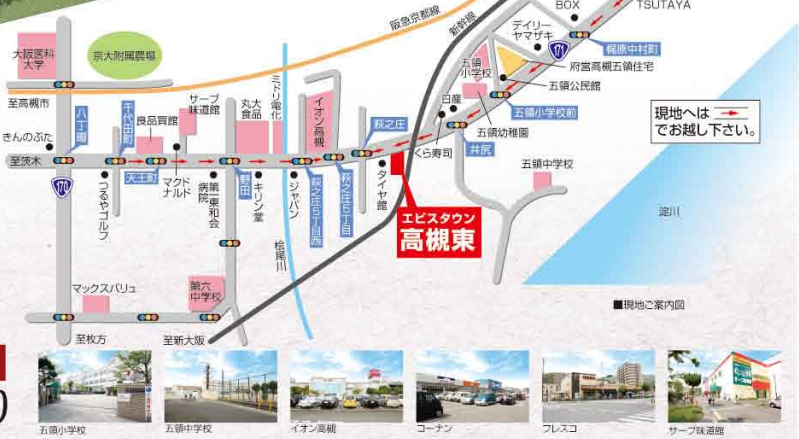 BOX
TSUTAYA
阪急京都線
新幹線
デイリー
ヤマザキ
171
梶原中村町
大阪医科
大学
京大附属農場
五領
小学校
府営高槻五領住宅
五領公民館
至高槻市
八丁畷
千代田町
良品買館
サープ
味道館
丸大
食品
ミドリ電化
イオン高槻
萩之庄
日産
五領幼稚園
五領小学校前
現地へは
でお越し下さい。
きんのぶた
至茨木
170
つるやゴルフ
天王町
マクド
ナルド
第一東和会
病院
野田
キリン堂
ジャパン
萩之庄5丁目西
萩之庄5丁目
タイヤ館
くら寿司
井尻
五領中学校
エビスタウン
高槻東
淀川
桧尾川
マックスバリュ
第六
中学校
至枚方
至新大阪
■現地ご案内図
五領小学校
五領中学校
イオン高槻
コーナン
フレスコ
サープ味道館